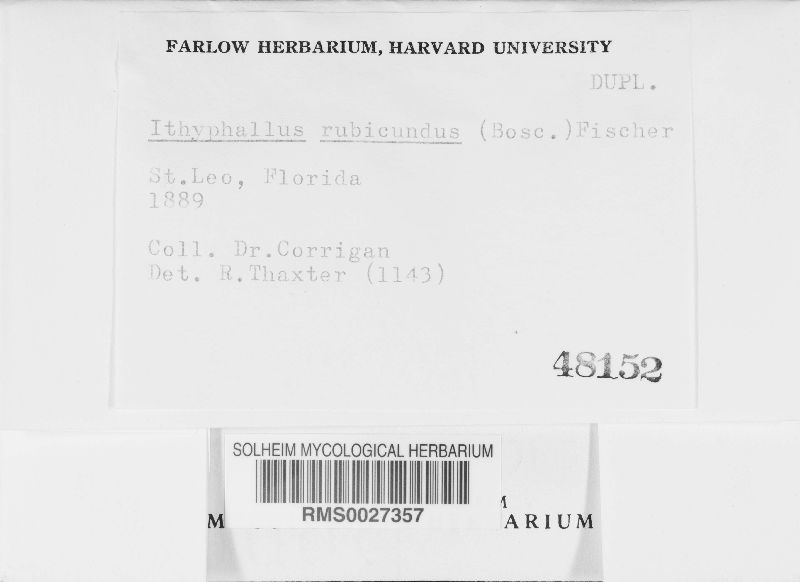 FARLOW HERBARIUM, HARVARD UNIVERSITY
DUPL.
Ithyphallus rubicundus (Bosc.)Fischer
St.Leo, Florida
1889
Coll. Dr.Corrigan
Det. R.Thaxter (1143)
48152
SOLHEIM MYCOLOGICAL HERBARIUM
RMS0027357
M
M
ARIUM